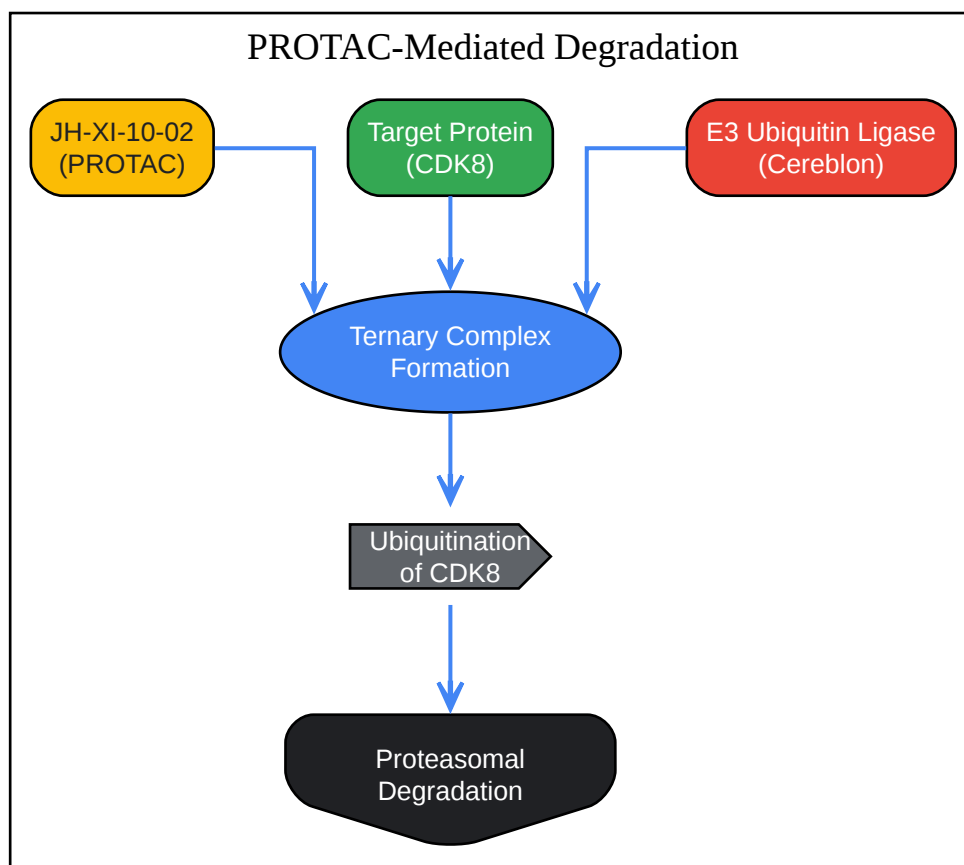 PROTAC-Mediated Degradation
JH-XI-10-02
(PROTAC)
Target Protein
(CDK8)
E3 Ubiquitin Ligase
(Cereblon)
Ternary Complex
Formation
Ubiquitination
of CDK8
Proteasomal
Degradation